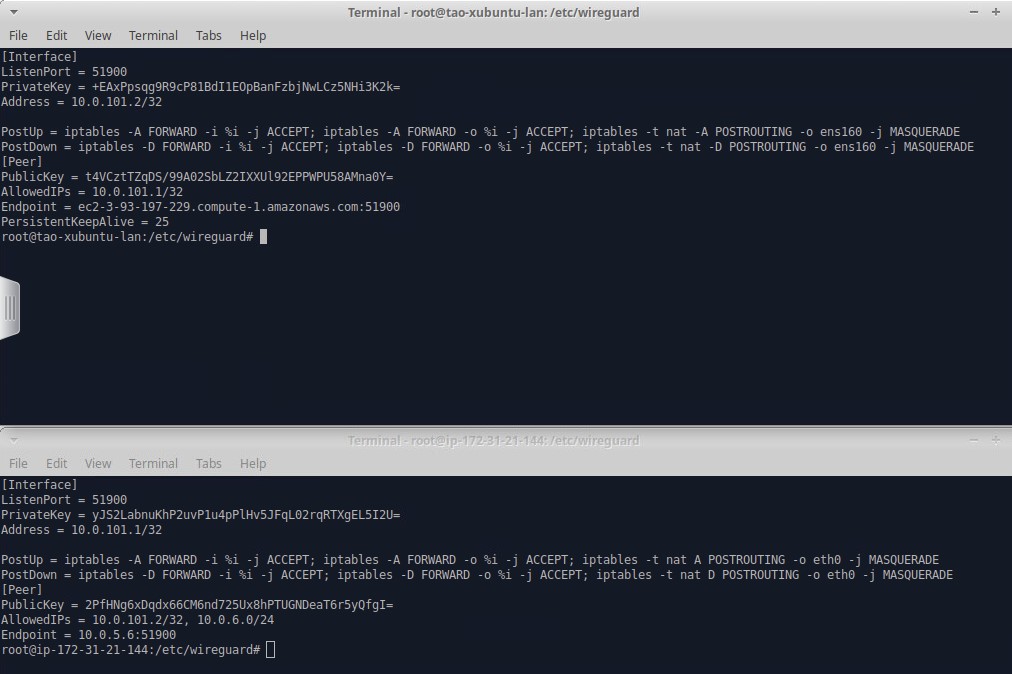 Terminal - root@tao-xubuntu-lan: /etc/wireguard
File Edit View Terminal Tabs Help
[Interface]
ListenPort = 51900
PrivateKey = +EAxPpsqg9R9cP81BdI1EOpBanFzbjNwLCz5NHi3K2k=
Address = 10.0.101.2/32
PostUp = iptables -A FORWARD -i %i -j ACCEPT; iptables -A FORWARD -o %i -j ACCEPT; iptables -t nat -A POSTROUTING -o ens160 -j MASQUERADE
PostDown = iptables -D FORWARD -i %i -j ACCEPT; iptables -D FORWARD -o %i -j ACCEPT; iptables -t nat -D POSTROUTING -o ens160 -j MASQUERADE
[Peer]
PublicKey = t4VCztTZqDS/99A02SbLZ2IXXUl92EPPWPU58AMna0Y=
AllowedIPs = 10.0.101.1/32
Endpoint = ec2-3-93-197-229.compute-1.amazonaws.com:51900
PersistentKeepAlive = 25
root@tao-xubuntu-lan:/etc/wireguard#
Terminal - root@ip-172-31-21-144: /etc/wireguard
File Edit View Terminal Tabs Help
[Interface]
ListenPort = 51900
PrivateKey = yJS2LabnuKhP2uvP1u4pPlHv5JFqL02rqRTXgEL5I2U=
Address = 10.0.101.1/32
PostUp = iptables -A FORWARD -i %i -j ACCEPT; iptables -A FORWARD -o %i -j ACCEPT; iptables -t nat A POSTROUTING -o eth0 -j MASQUERADE
PostDown = iptables -D FORWARD -i %i -j ACCEPT; iptables -D FORWARD -o %i -j ACCEPT; iptables -t nat D POSTROUTING -o eth0 -j MASQUERADE
[Peer]
PublicKey = 2PfHNg6xDqdx66CM6nd725Ux8hPTUGNDeaT6r5yQfgI=
AllowedIPs = 10.0.101.2/32, 10.0.6.0/24
Endpoint = 10.0.5.6:51900
root@ip-172-31-21-144:/etc/wireguard#